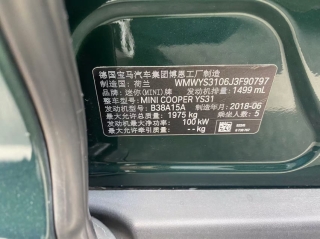 德国宝马汽车集团博恩工厂制造
制造国: 荷兰 WMWYS3106J3F90797
品牌: 迷你(MINI)牌 发动机排量: 1499 mL
整车型号: MINI COOPER YS31
发动机型号: B38A15A 制造年月: 2018-06
最大允许总质量: 1975 kg 乘坐人数: 5
发动机最大净功率: 100 kW
最大允许牵引质量: -- kg